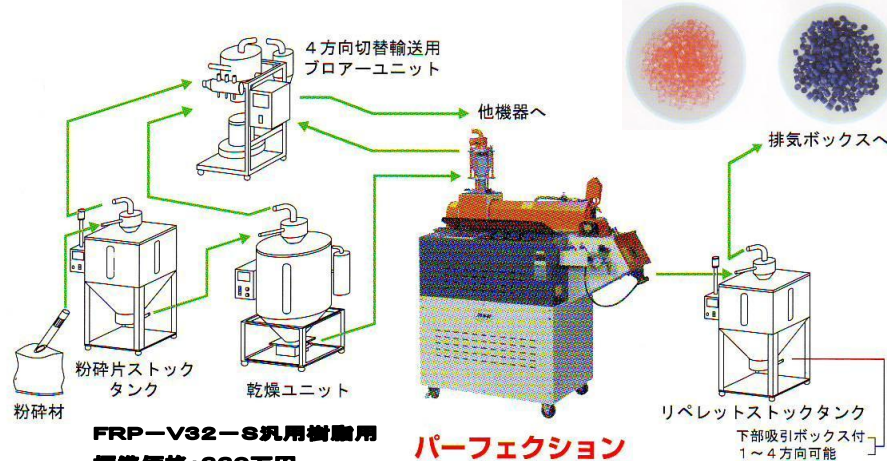 4方向切替輸送用
ブロアーユニット
他機器へ
排気ボックスへ
粉砕片ストック
タンク
粉砕材
乾燥ユニット
リペレットストックタンク
下部吸引ボックス付
1〜4方向可能
FRP－V32－S汎用樹脂用
パーフェクション